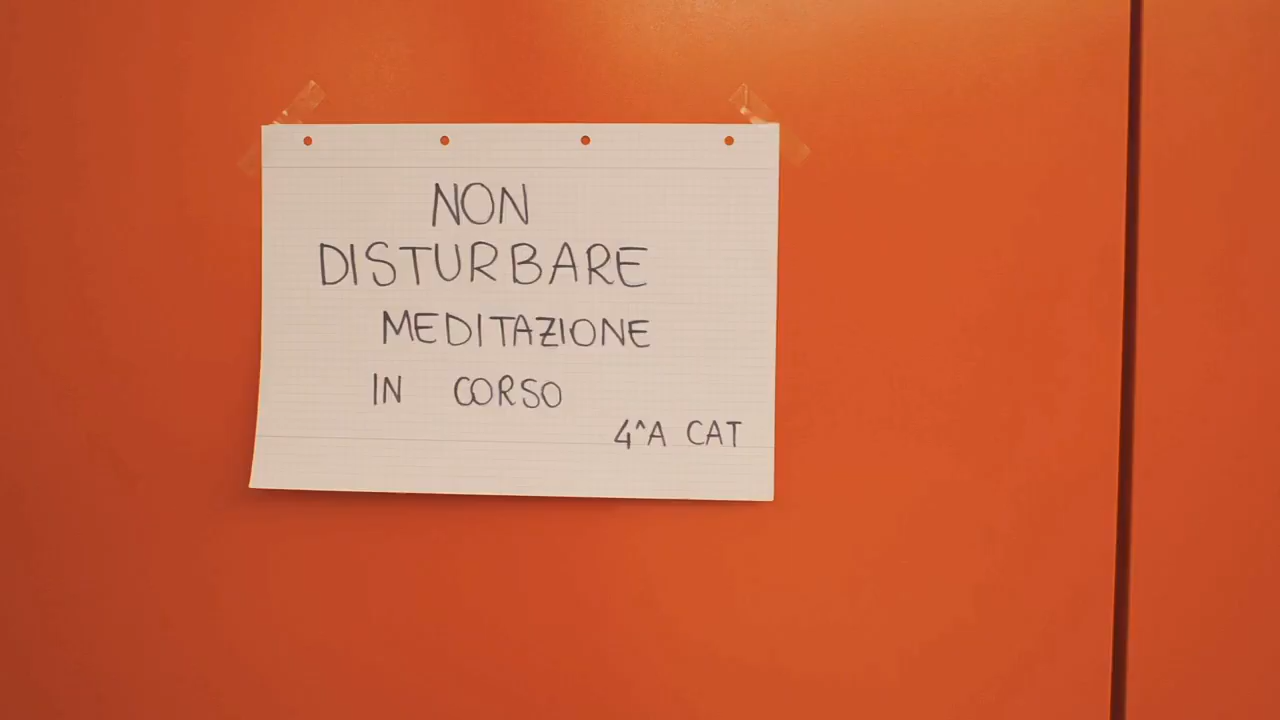 NON
DISTURBARE
MEDITAZIONE
IN CORSO
4^A CAT